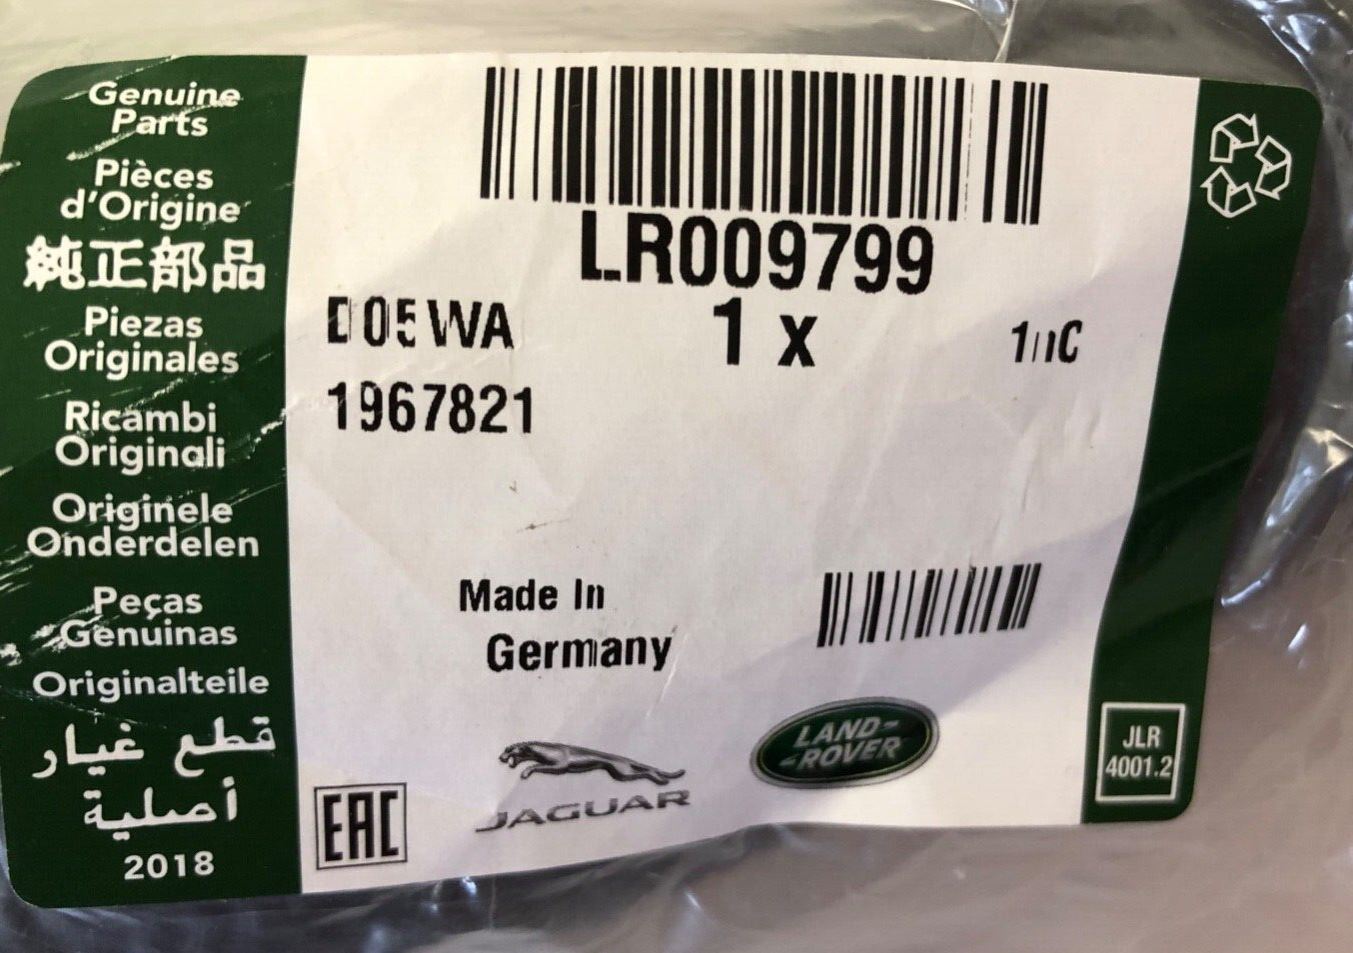 Genuine
Parts
Pièces
d'Origine
純正部品
Piezas
Originales
Ricambi
Originali
Originele
Onderdelen
Peças
Genuinas
Originalteile
قطع غيار
أصلية
2018
LR009799
1 x
1967821
Made In
Germany
EAC
JAGUAR
LAND-
-ROVER
JLR
4001.2